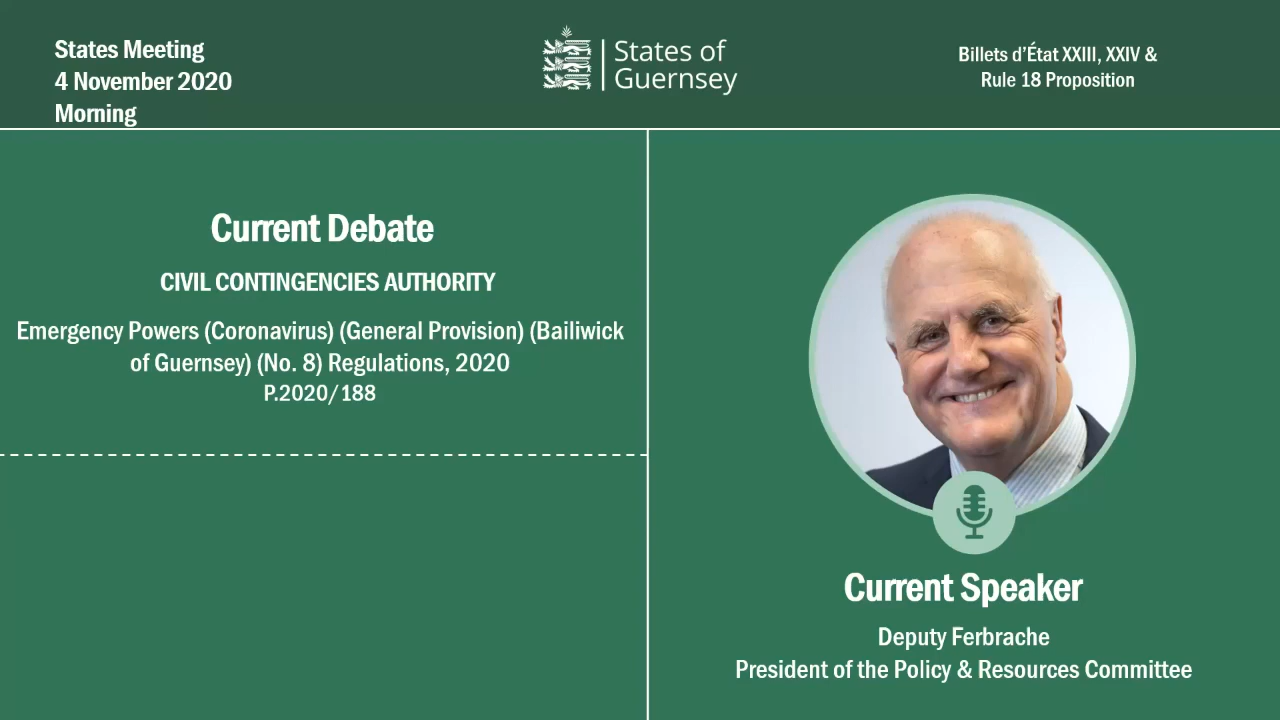 States Meeting
4 November 2020
Morning
States of
Guernsey
Billets d'État XXIII, XXIV &
Rule 18 Proposition
Current Debate
CIVIL CONTINGENCIES AUTHORITY
Emergency Powers (Coronavirus) (General Provision) (Bailiwick
of Guernsey) (No. 8) Regulations, 2020
P.2020/188
Current Speaker
Deputy Ferbrache
President of the Policy & Resources Committee